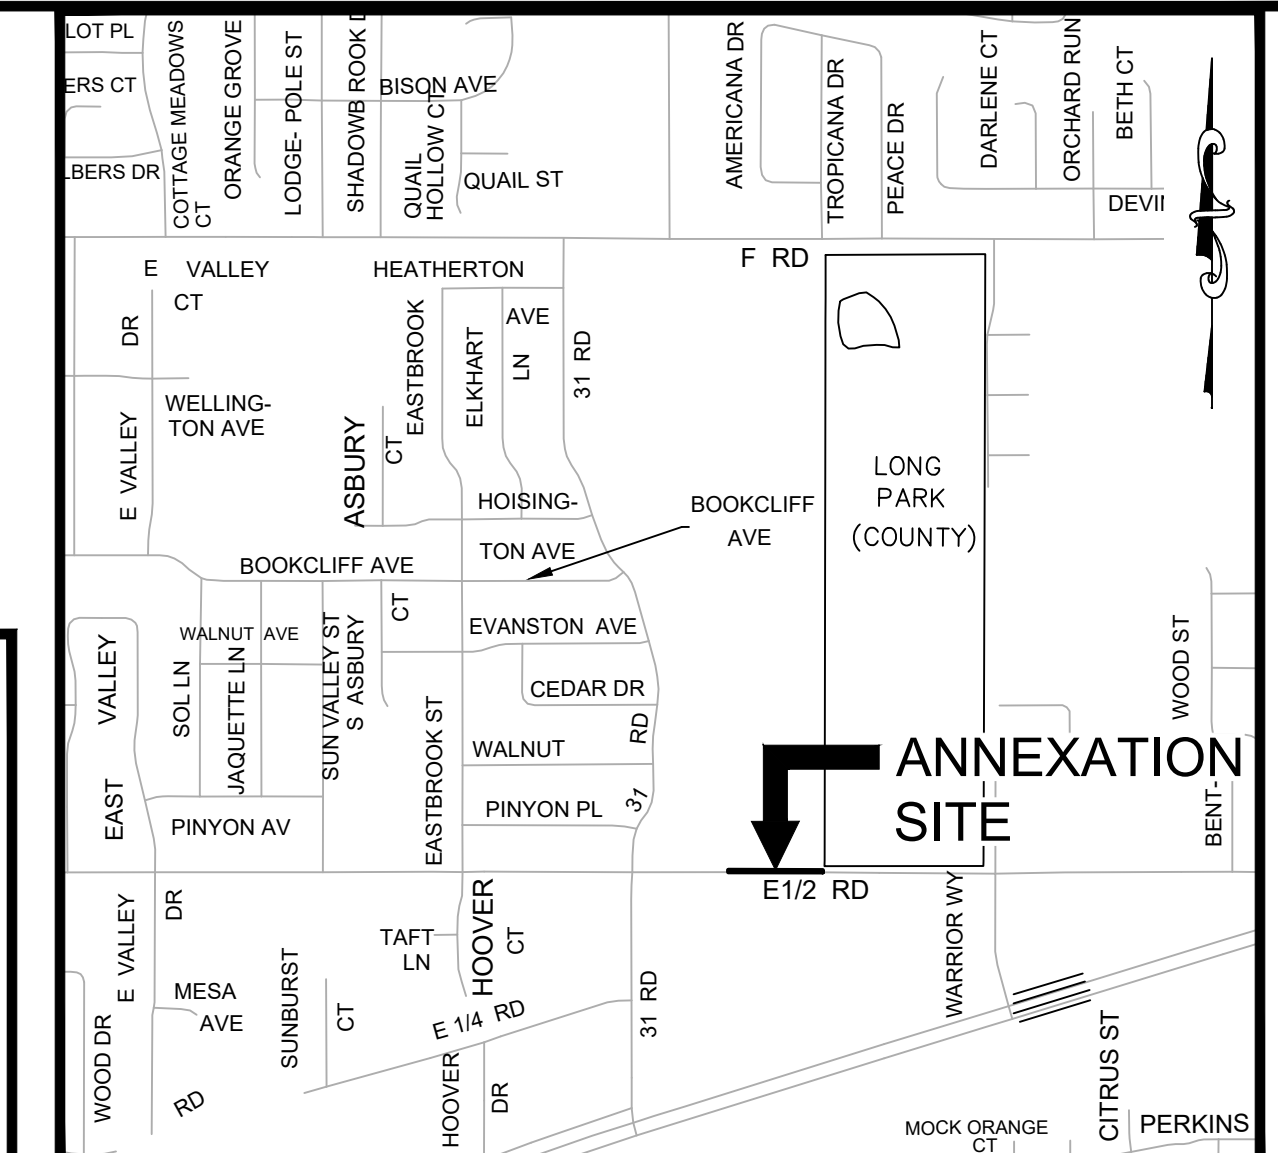 LOT PL
ERS CT
LBERS DR
COTTAGE MEADOWS
CT
ORANGE GROVE
LODGE- POLE ST
SHADOWB ROOK D
BISON AVE
QUAIL
HOLLOW CT
QUAIL ST
AMERICANA DR
TROPICANA DR
PEACE DR
DARLENE CT
ORCHARD RUN
BETH CT
DEVIN
F RD
E VALLEY
CT
DR
E VALLEY
WELLING-
TON AVE
HEATHERTON
AVE
EASTBROOK
ELKHART
LN
31 RD
ASBURY
CT
HOISING-
TON AVE
BOOKCLIFF
AVE
BOOKCLIFF AVE
LONG
PARK
(COUNTY)
EVANSTON AVE
CT
S ASBURY
SUN VALLEY ST
WALNUT AVE
SOL LN
JAQUETTE LN
VALLEY
EAST
CEDAR DR
RD
31
WALNUT
PINYON PL
EASTBROOK ST
PINYON AV
WOOD ST
BENT-
ANNEXATION
SITE
E1/2 RD
WARRIOR WY
E VALLEY
DR
MESA
AVE
WOOD DR
RD
SUNBURST
CT
TAFT
LN
HOOVER
CT
E 1/4 RD
31 RD
HOOVER
DR
CITRUS ST
PERKINS
MOCK ORANGE
CT